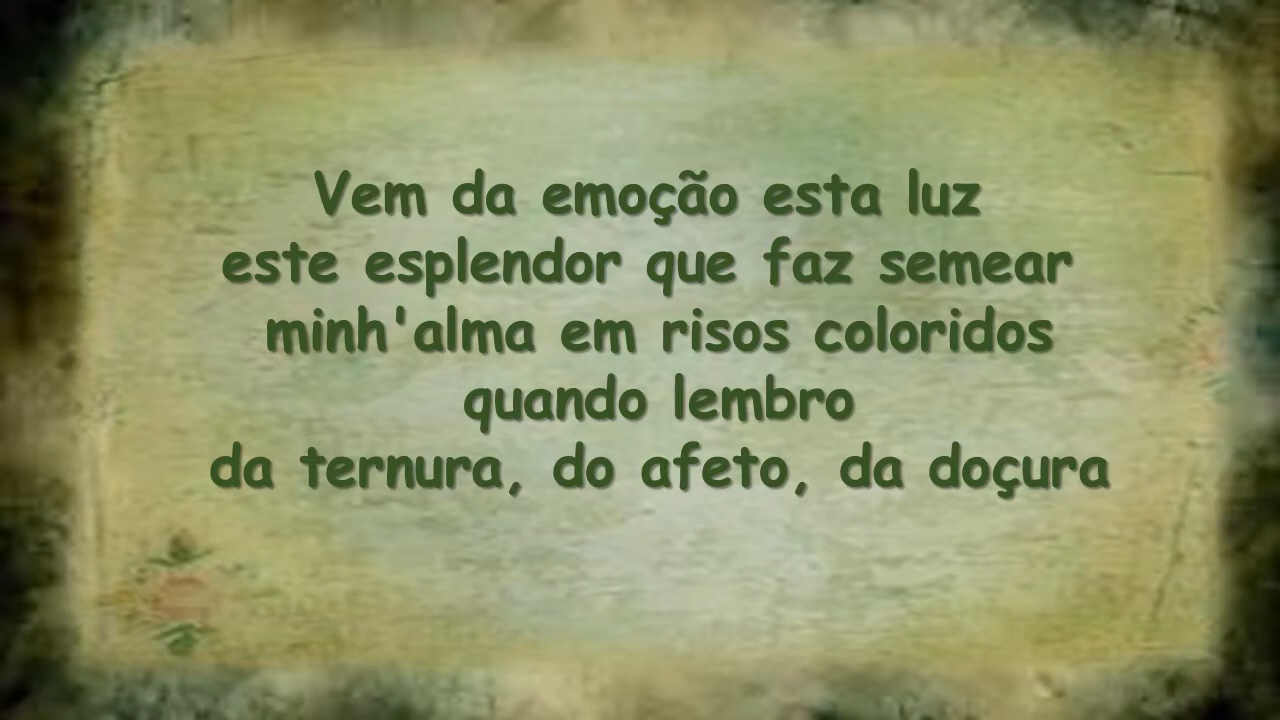 Vem da emoção esta luz
este esplendor que faz semear
minh'alma em risos coloridos
quando lembro
da ternura, do afeto, da doçura